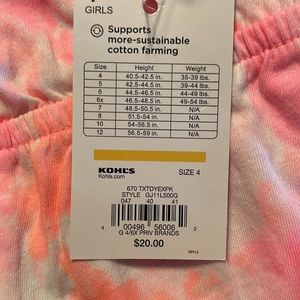 GIRLS
Supports
more-sustainable
cotton farming
Size Height Weight
4 40.5-42.5 in. 35-39 lbs.
5 42.5-44.5 in. 39-44 lbs.
6 44.5-46.5 in. 44-49 lbs.
6x 46.5-48.5 in. 49-54 lbs.
7 48.5-50.5 in. N/A
8 51.5-54 in. N/A
10 54-56.5 in. N/A
12 56.5-59 in. N/A
KOHL'S
Kohls.com
SIZE 4
670 TXTDYEXPK
STYLE GJ11L500G
047 40 41
4 00496 56006 2
G 4/6X PRIV BRANDS
$20.00